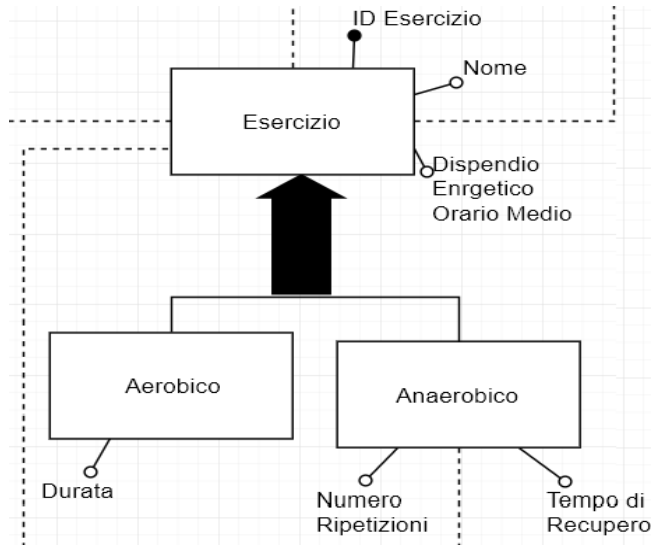 ID Esercizio
Nome
Esercizio
Dispendio
Enrgetico
Orario Medio
Aerobico
Anaerobico
Durata
Numero
Ripetizioni
Tempo di
Recupero